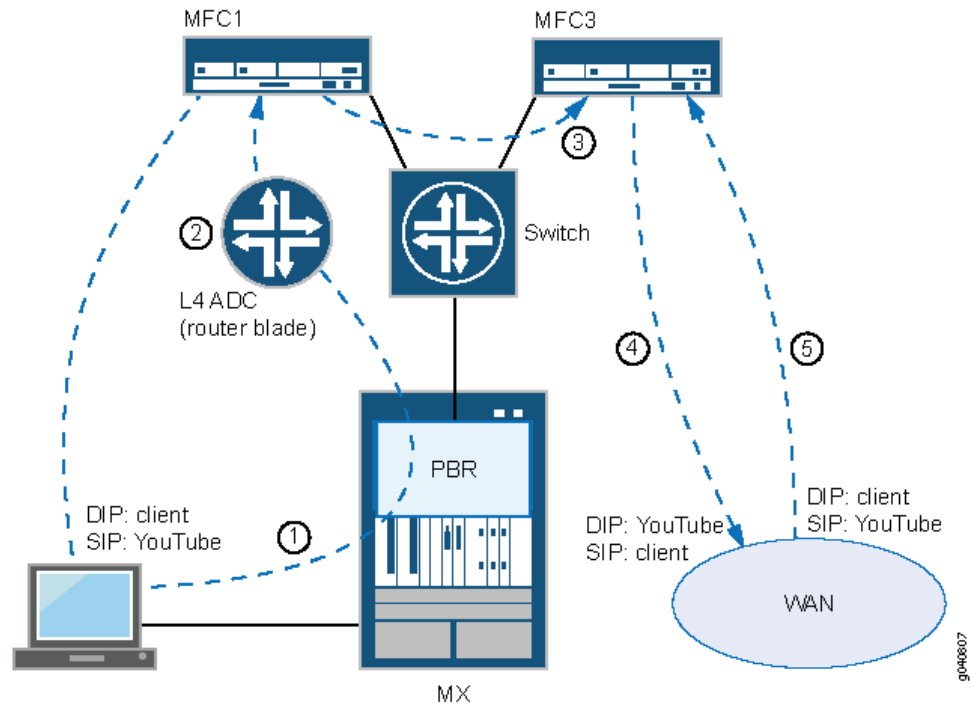 MFC1
MFC3
3
2
Switch
L4 ADC
(router blade)
4
5
PBR
DIP: client
SIP: YouTube
1
DIP: YouTube
SIP: client
DIP: client
SIP: YouTube
WAN
MX
g040807